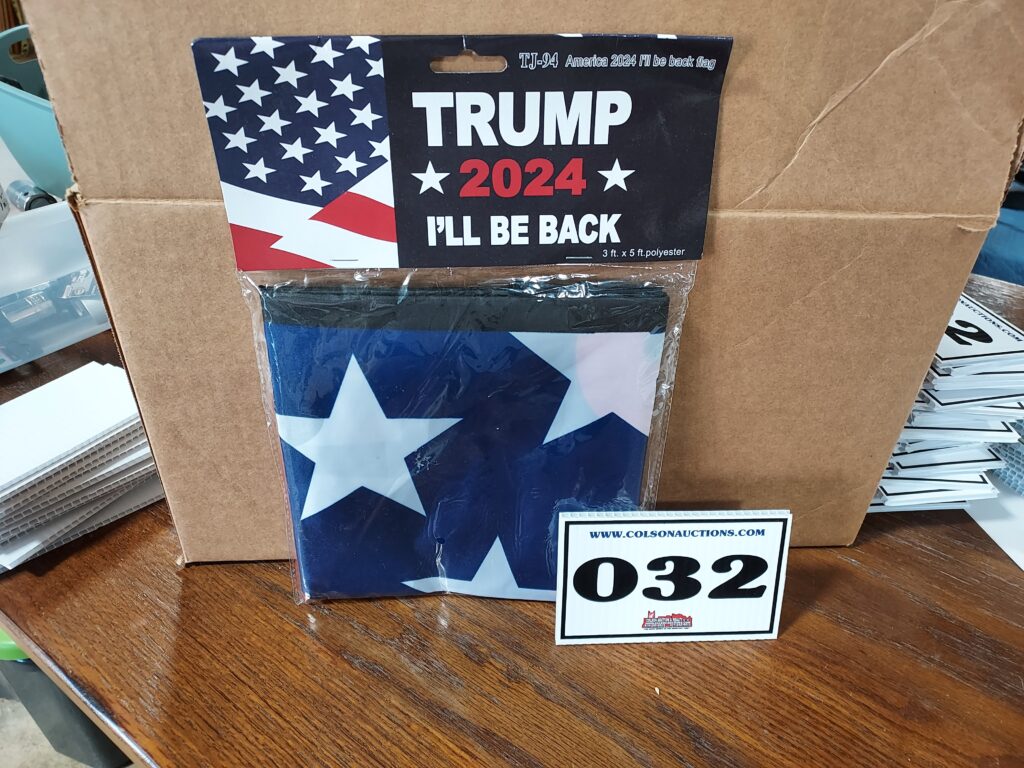 TJ-94 America 2024 I'll be back flag
TRUMP
2024
I'LL BE BACK
3 ft. x 5 ft.polyester
WWW.COLSONAUCTIONS.COM
032
2